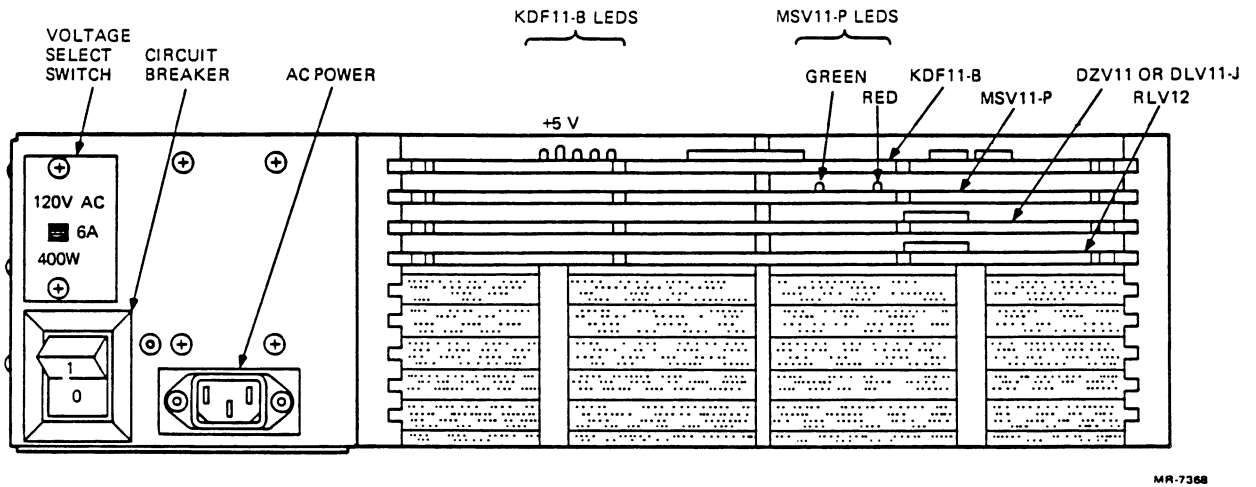 KDF11-B LEDS
MSV11-P LEDS
VOLTAGE
SELECT
SWITCH
CIRCUIT
BREAKER
AC POWER
GREEN
RED
KDF11-B
MSV11-P
DZV11 OR DLV11-J
RLV12
+5 V
120V AC
6A
400W
1
0
MR-7368